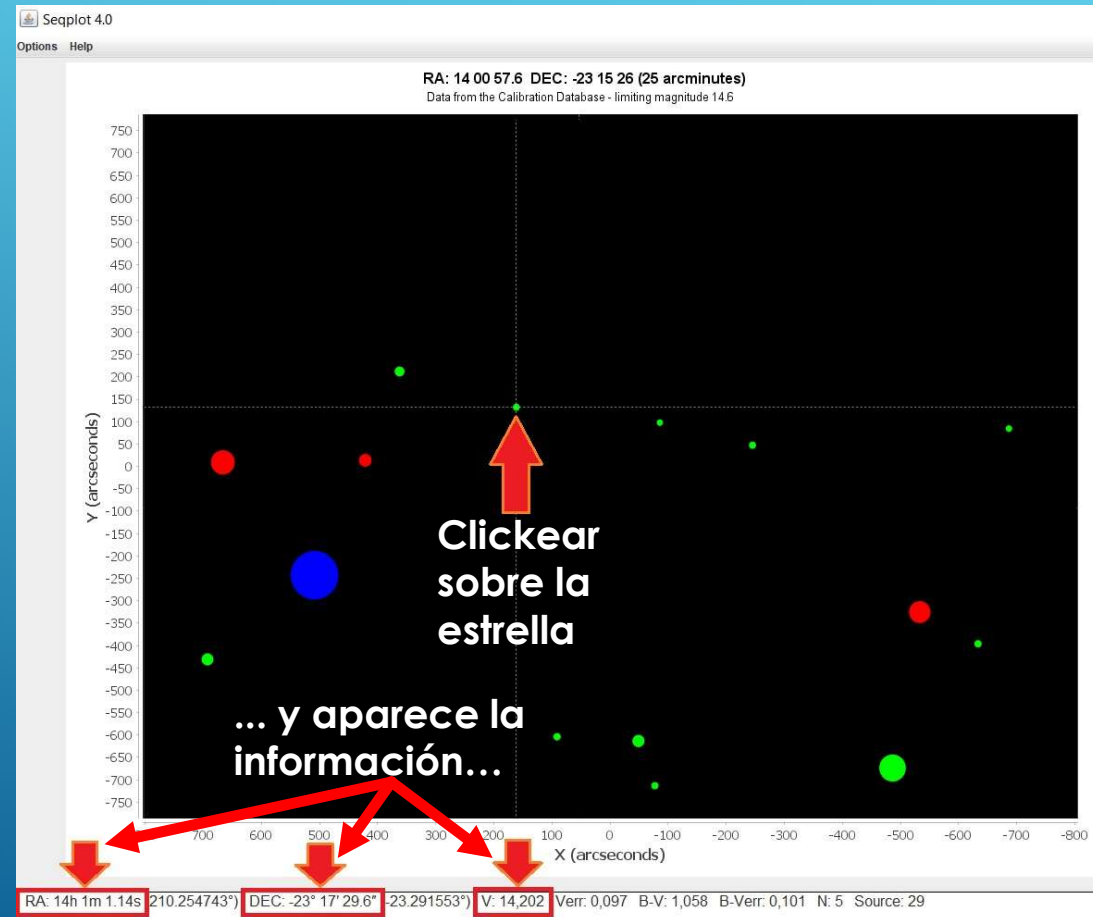 Seqplot 4.0
Options Help
RA: 14 00 57.6 DEC: -23 15 26 (25 arcminutes)
Data from the Calibration Database - limiting magnitude 14.6
750
700
650
600
550
500
450
400
350
300
250
200
150
100
50
0
-50
-100
-150
-200
-250
-300
-350
-400
-450
-500
-550
-600
-650
-700
-750
Y (arcseconds)
Clickear
sobre la
estrella
... y aparece la
información...
700 600 500 400 300 200 100 0 -100 -200 -300 -400 -500 -600 -700 -800
X (arcseconds)
RA: 14h 1m 1.14s (210.254743°) DEC: -23° 17' 29.6" -23.291553°) V: 14,202 Verr: 0,097 B-V: 1,058 B-Verr: 0,101 N: 5 Source: 29